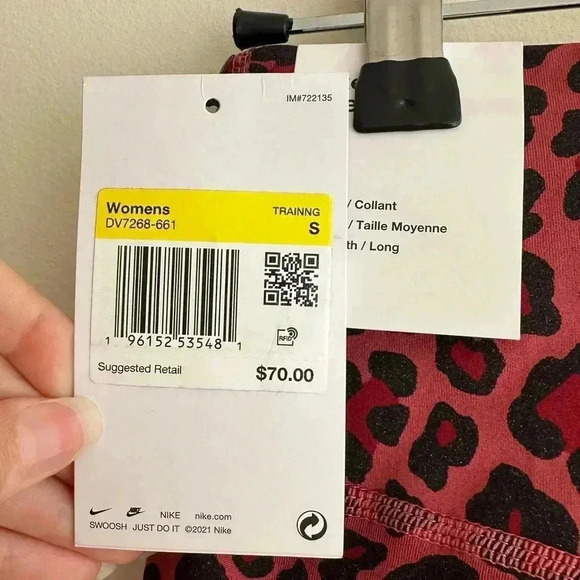 IM#722135
Womens TRAINNG
DV7268-661 S
1 96152 53548 1
RFID
Suggested Retail $70.00
NIKE nike.com
SWOOSH JUST DO IT ©2021 Nike
/ Collant
/ Taille Moyenne
/ Long